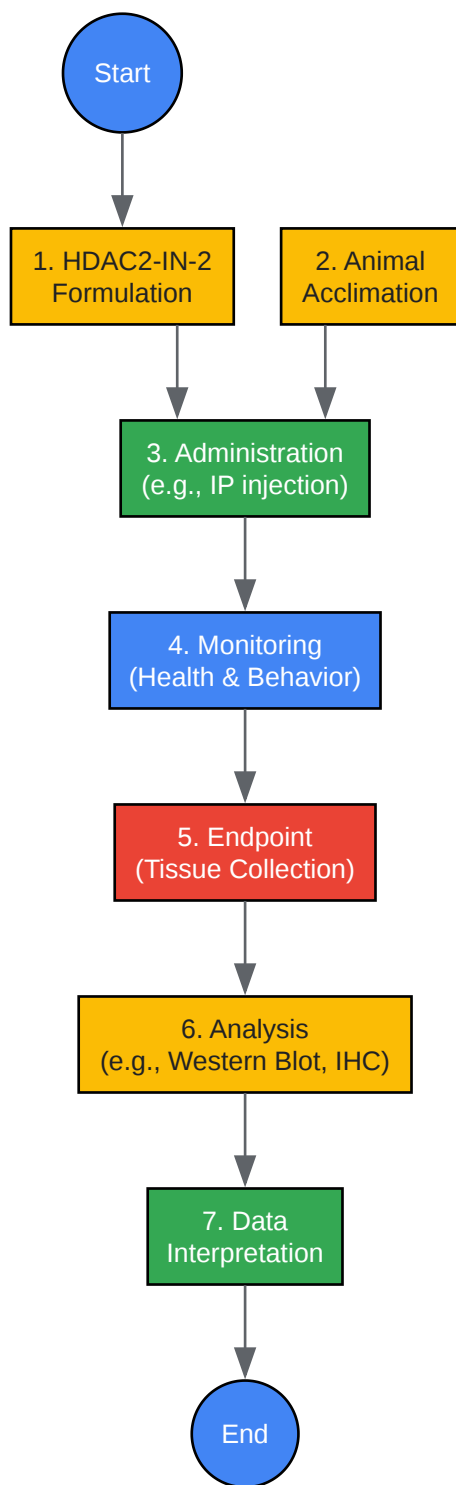 Start
1. HDAC2-IN-2
Formulation
2. Animal
Acclimation
3. Administration
(e.g., IP injection)
4. Monitoring
(Health & Behavior)
5. Endpoint
(Tissue Collection)
6. Analysis
(e.g., Western Blot, IHC)
7. Data
Interpretation
End